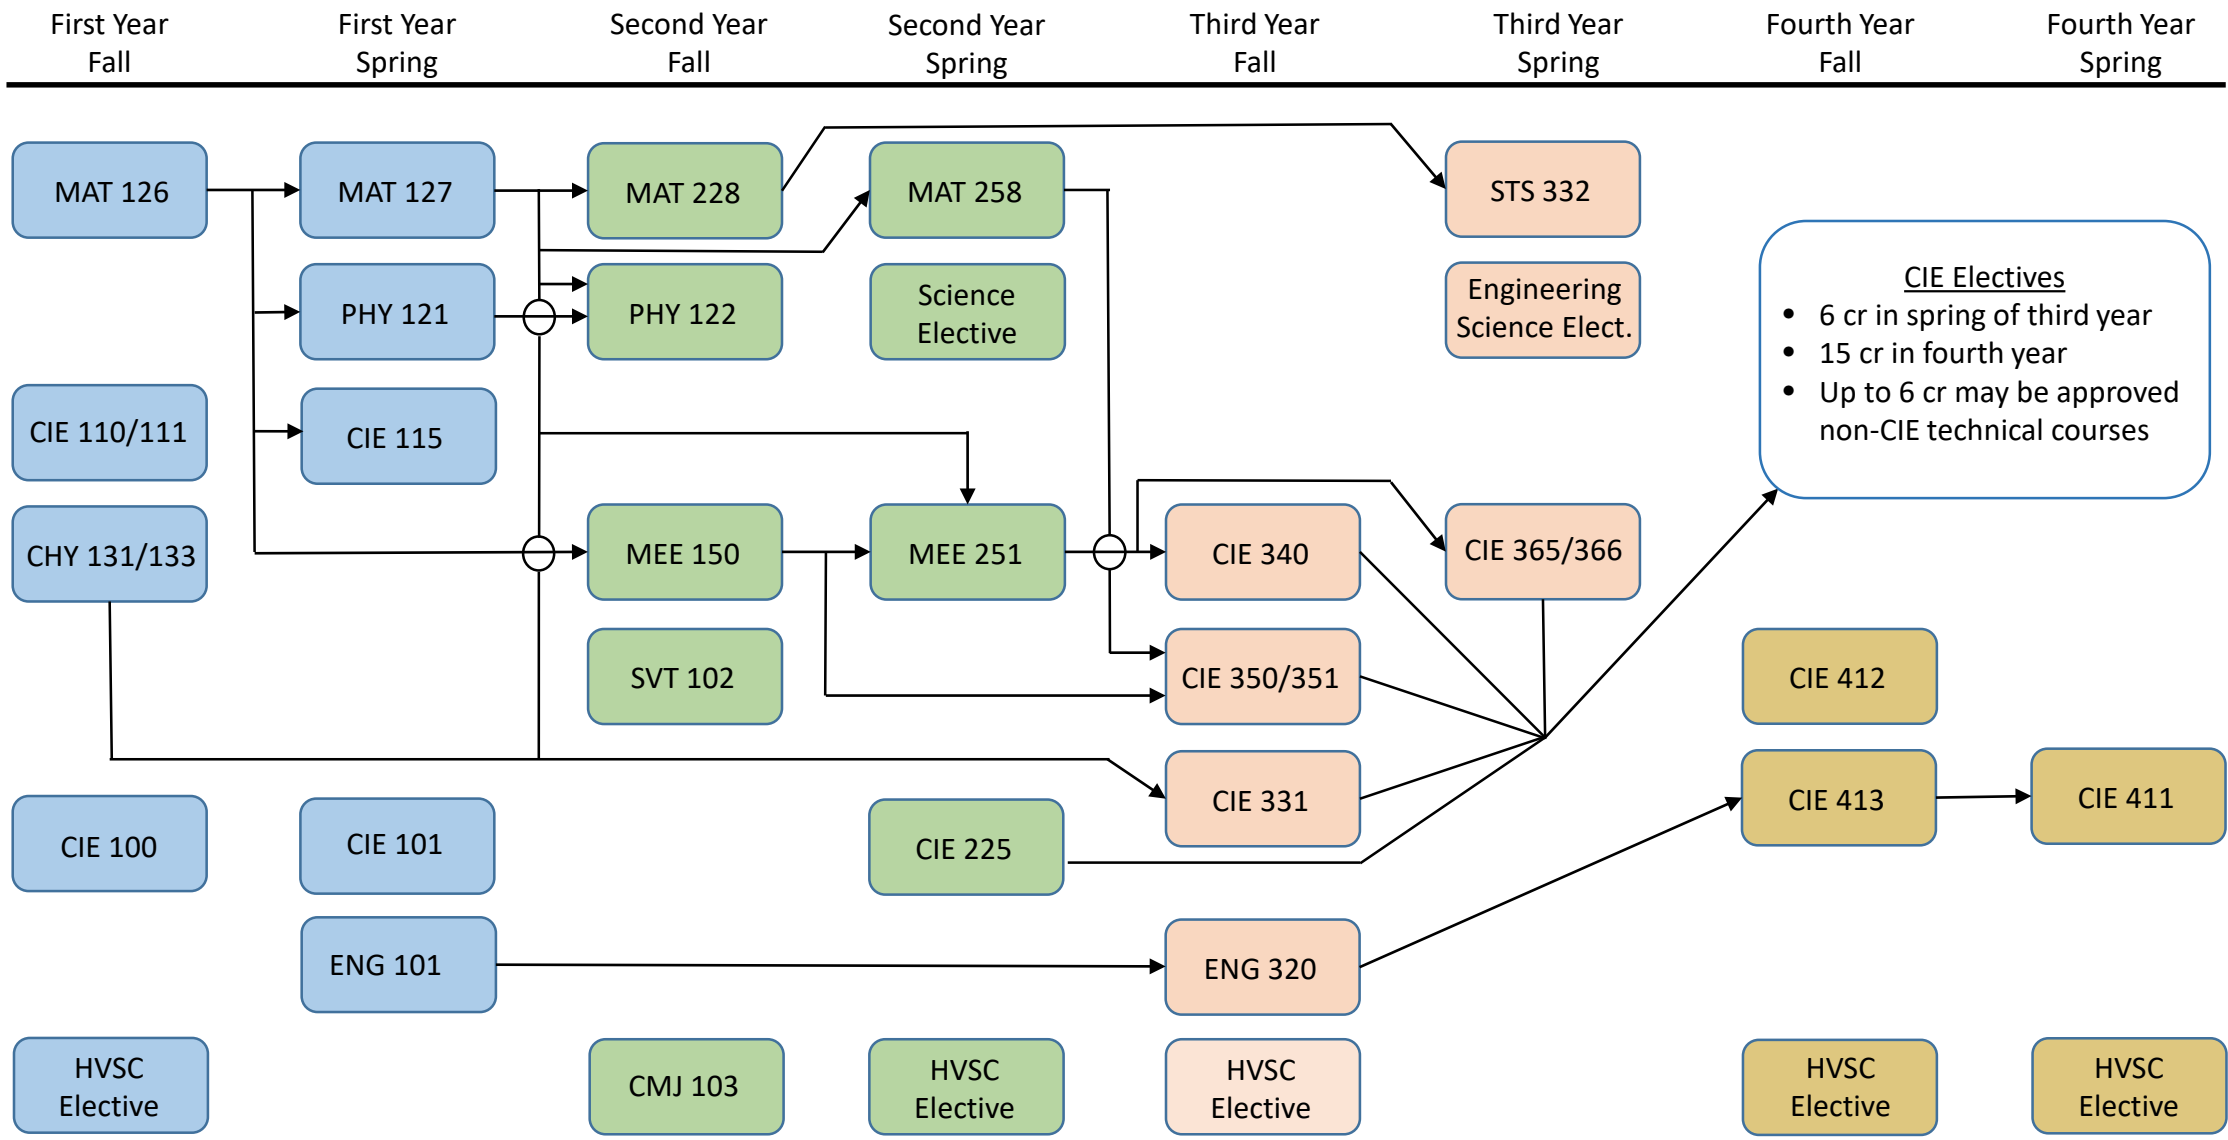 First Year
Fall
First Year
Spring
Second Year
Fall
Second Year
Spring
Third Year
Fall
Third Year
Spring
Fourth Year
Fall
Fourth Year
Spring
MAT 126
MAT 127
MAT 228
MAT 258
STS 332
PHY 121
PHY 122
Science
Elective
Engineering
Science Elect.
CIE Electives
• 6 cr in spring of third year
• 15 cr in fourth year
• Up to 6 cr may be approved
non-CIE technical courses
CIE 110/111
CIE 115
CHY 131/133
MEE 150
MEE 251
CIE 340
CIE 365/366
SVT 102
CIE 350/351
CIE 412
CIE 331
CIE 413
CIE 411
CIE 100
CIE 101
CIE 225
ENG 101
ENG 320
HVSC
Elective
CMJ 103
HVSC
Elective
HVSC
Elective
HVSC
Elective
HVSC
Elective